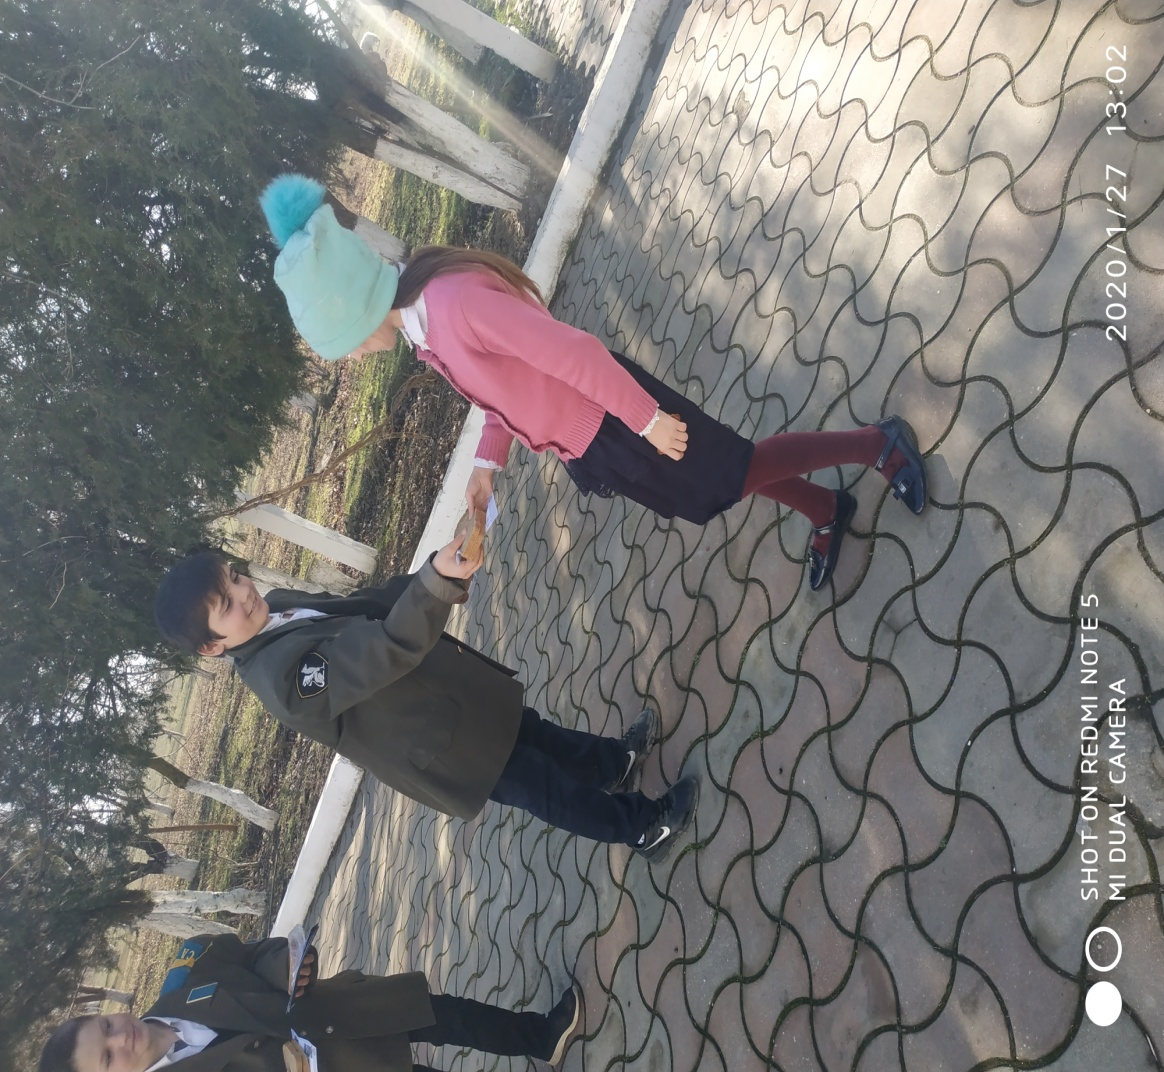 SHOT ON REDMI NOTE 5
MI DUAL CAMERA
2020/1/27 13:02